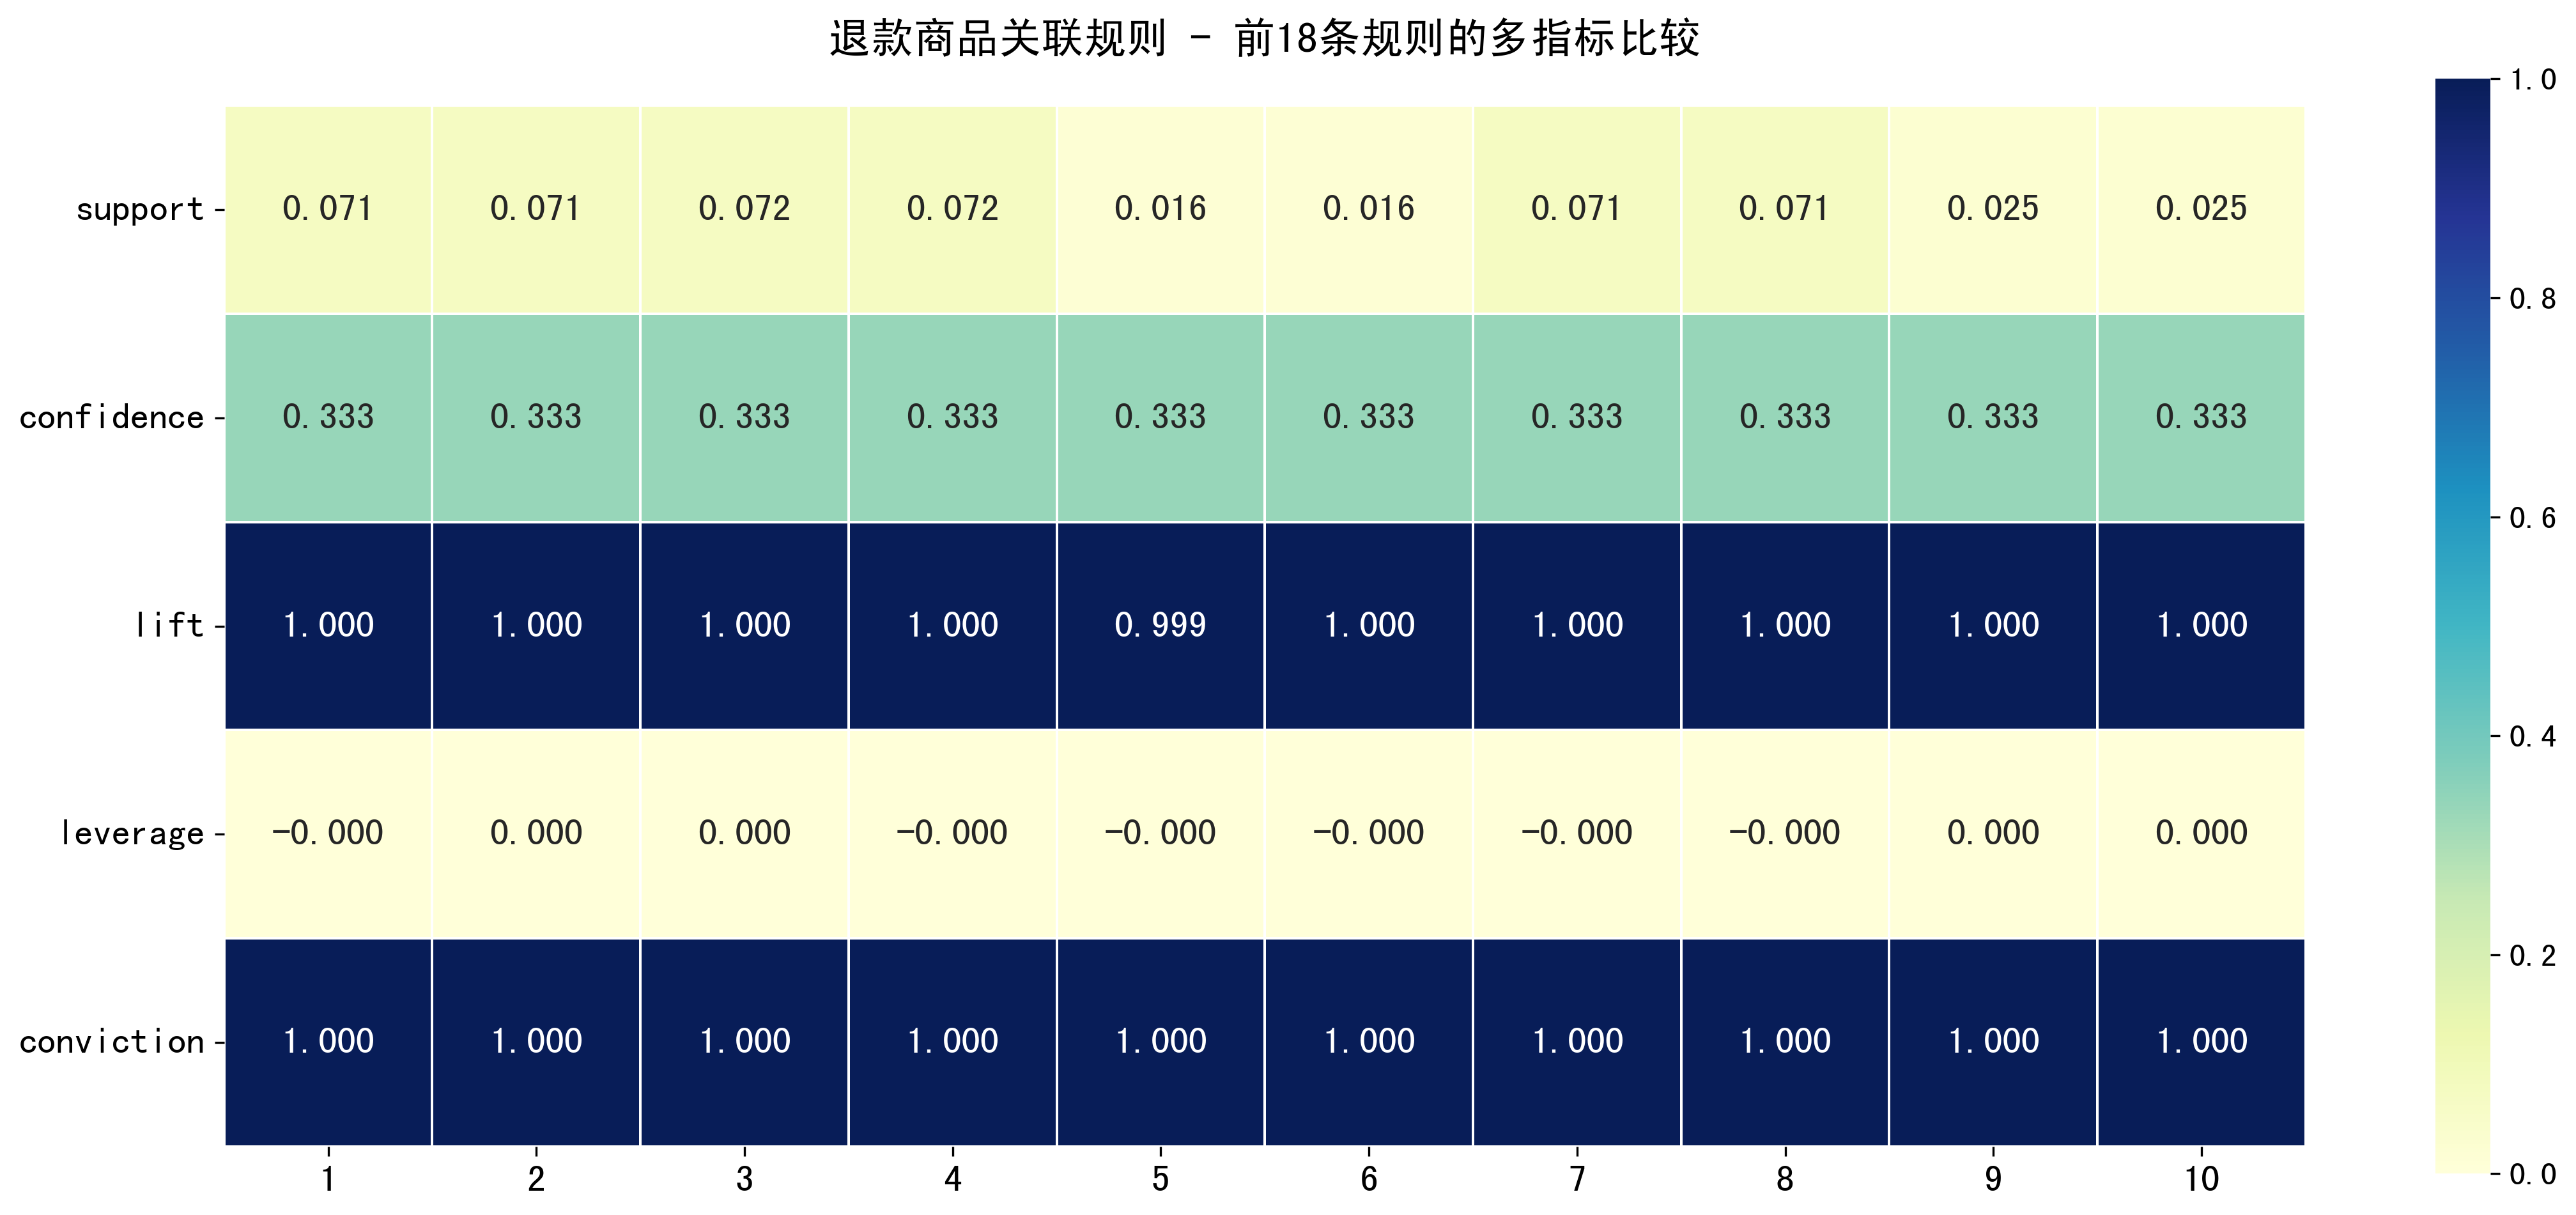 退款商品关联规则 - 前18条规则的多指标比较
support 0.071 0.071 0.072 0.072 0.016 0.016 0.071 0.071 0.025 0.025
confidence 0.333 0.333 0.333 0.333 0.333 0.333 0.333 0.333 0.333 0.333
lift 1.000 1.000 1.000 1.000 0.999 1.000 1.000 1.000 1.000 1.000
leverage -0.000 0.000 0.000 -0.000 -0.000 -0.000 -0.000 -0.000 0.000 0.000
conviction 1.000 1.000 1.000 1.000 1.000 1.000 1.000 1.000 1.000 1.000
1 2 3 4 5 6 7 8 9 10
1.0
0.8
0.6
0.4
0.2
0.0